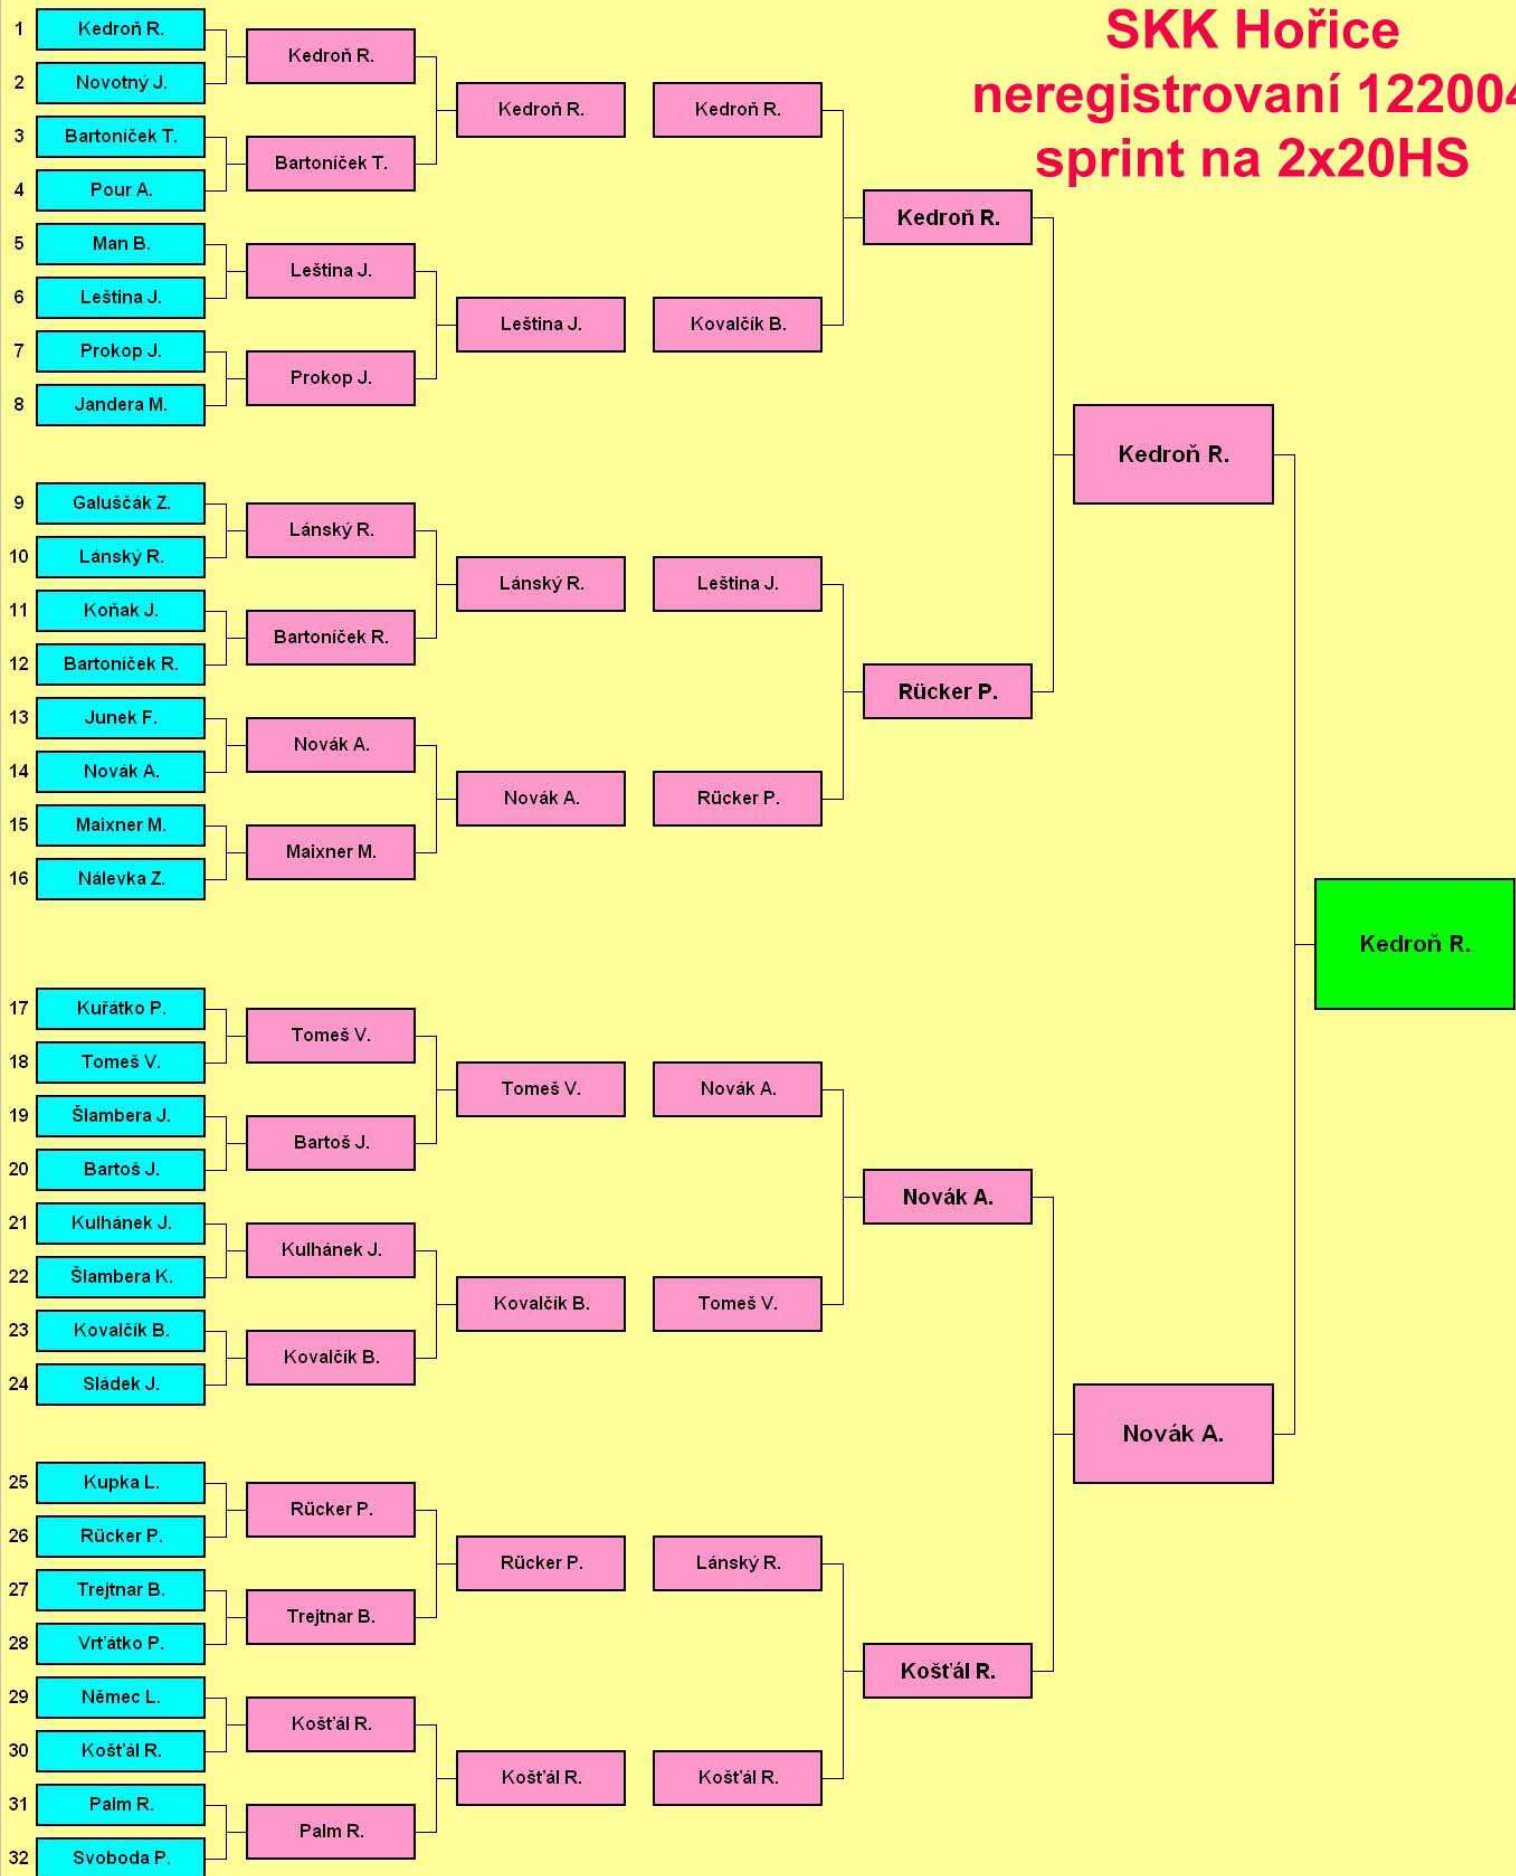 SKK Hořice
neregistrovaní 122004
sprint na 2x20HS
1 Kedroň R.
2 Novotný J.
3 Bartoníček T.
4 Pour A.
5 Man B.
6 Leština J.
7 Prokop J.
8 Jandera M.
9 Galuščák Z.
10 Lánský R.
11 Koňak J.
12 Bartoníček R.
13 Junek F.
14 Novák A.
15 Maixner M.
16 Nálevka Z.
17 Kuřátko P.
18 Tomeš V.
19 Šlambera J.
20 Bartoš J.
21 Kulhánek J.
22 Šlambera K.
23 Kovalčík B.
24 Sládek J.
25 Kupka L.
26 Rücker P.
27 Trejtnar B.
28 Vrťátko P.
29 Němec L.
30 Košťál R.
31 Palm R.
32 Svoboda P.
Kedroň R.
Bartoníček T.
Leština J.
Prokop J.
Lánský R.
Bartoníček R.
Novák A.
Maixner M.
Tomeš V.
Bartoš J.
Kulhánek J.
Kovalčík B.
Rücker P.
Trejtnar B.
Košťál R.
Palm R.
Kedroň R.
Leština J.
Lánský R.
Novák A.
Tomeš V.
Kovalčík B.
Rücker P.
Košťál R.
Kedroň R.
Kovalčík B.
Leština J.
Rücker P.
Novák A.
Tomeš V.
Lánský R.
Košťál R.
Kedroň R.
Rücker P.
Novák A.
Košťál R.
Kedroň R.
Novák A.
Kedroň R.